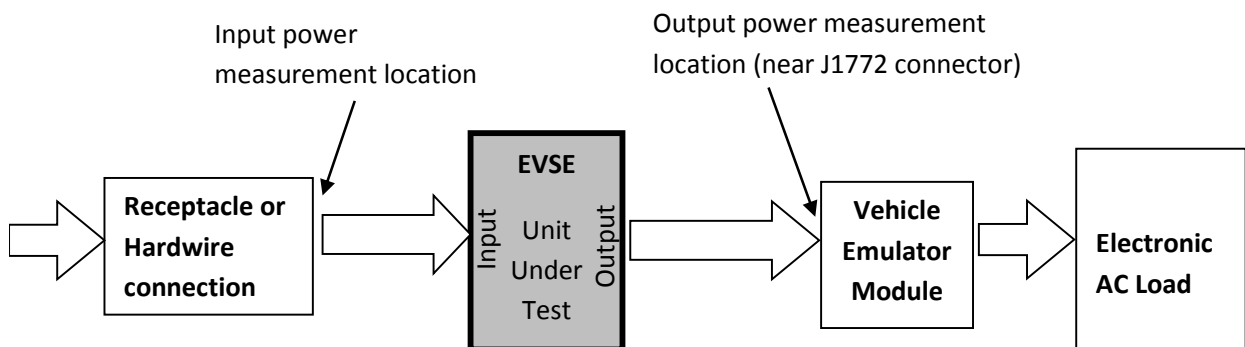 Input power
measurement location
Output power measurement
location (near J1772 connector)
Receptacle or
Hardwire
connection
EVSE
Input
Unit
Under
Test
Output
Vehicle
Emulator
Module
Electronic
AC Load